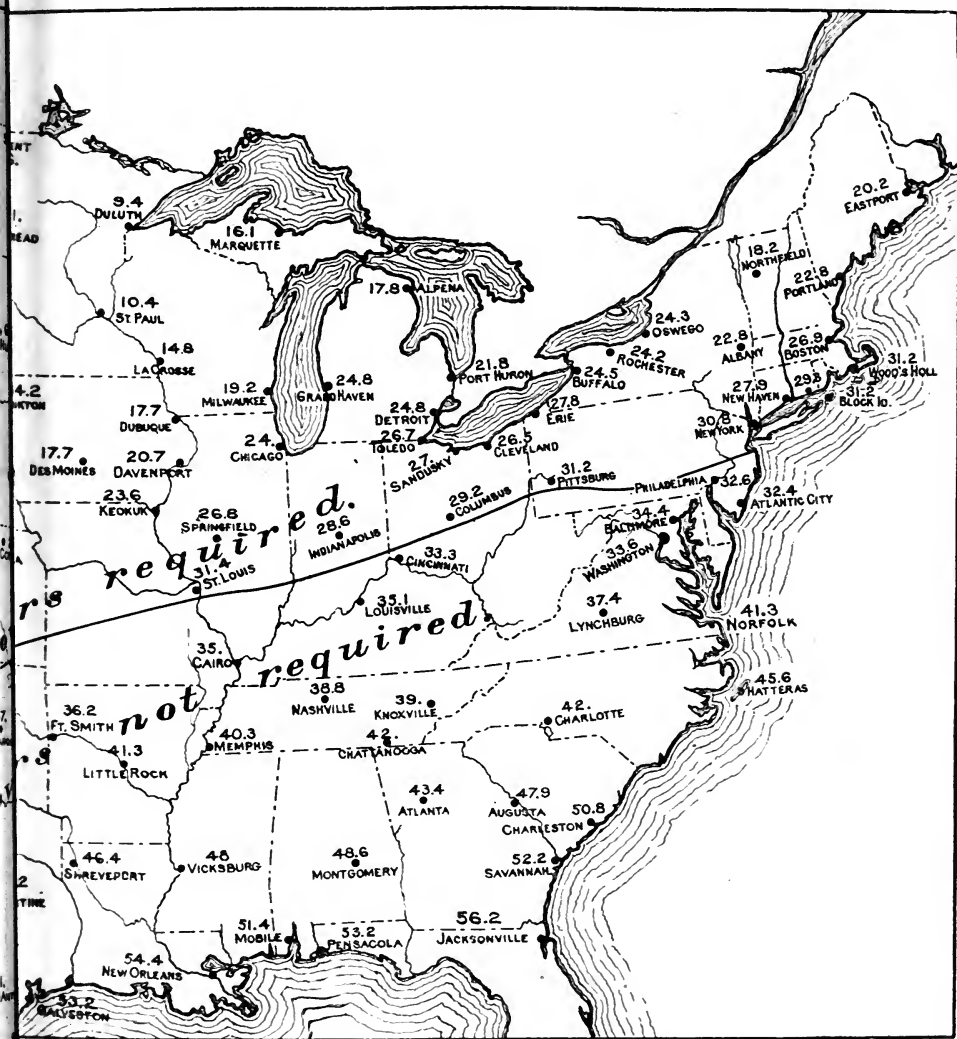 9.4
DULUTH
16.1
MARQUETTE
20.2
EASTPORT
18.2
NORTHFIELD
17.8 ALPENA
22.8
PORTLAND
10.4
ST. PAUL
24.3
OSWEGO
24.2
ROCHESTER
22.8
ALBANY
26.9
BOSTON
14.8
LA CROSSE
21.8
PORT HURON
24.5
BUFFALO
31.2
WOOD'S HOLL
19.2
MILWAUKEE
24.8
GRAND HAVEN
27.9
NEW HAVEN
31.2
BLOCK ID.
24.8
DETROIT
27.8
ERIE
17.7
DUBUQUE
30.8
NEW YORK
24.
CHICAGO
26.7
TOLEDO
27.
SANDUSKY
26.5
CLEVELAND
17.7
DES MOINES
20.7
DAVENPORT
31.2
PITTSBURG
PHILADELPHIA 32.6
32.4
ATLANTIC CITY
23.6
KEOKUK
26.8
SPRINGFIELD
28.6
INDIANAPOLIS
29.2
COLUMBUS
34.4
BALTIMORE
33.6
WASHINGTON
rs required.
31.4
ST. LOUIS
33.3
CINCINNATI
35.1
LOUISVILLE
37.4
LYNCHBURG
41.3
NORFOLK
35.
CAIRO
rs not required.
38.8
NASHVILLE
39.
KNOXVILLE
45.6
HATTERAS
36.2
FT. SMITH
40.3
MEMPHIS
42.
CHATTANOOGA
42.
CHARLOTTE
41.3
LITTLE ROCK
43.4
ATLANTA
47.9
AUGUSTA
50.8
CHARLESTON
46.4
SHREVEPORT
48
VICKSBURG
48.6
MONTGOMERY
52.2
SAVANNAH
51.4
MOBILE
53.2
PENSACOLA
56.2
JACKSONVILLE
54.4
NEW ORLEANS
53.2
GALVESTON